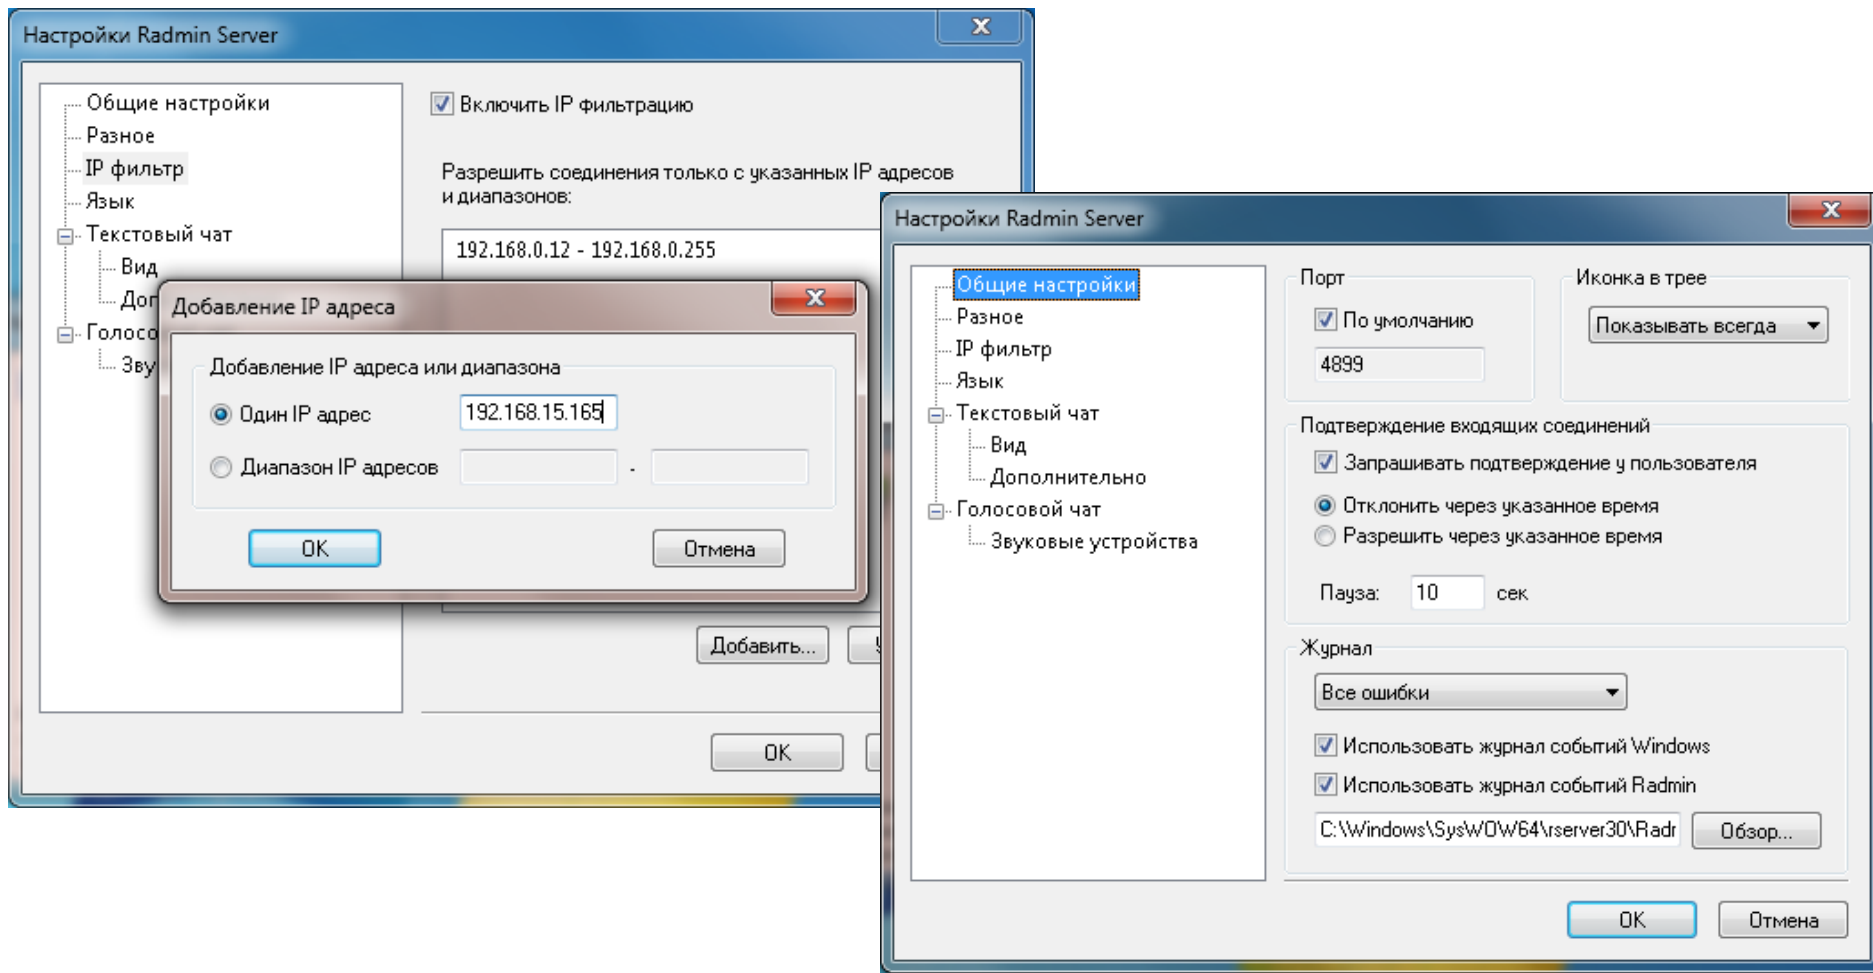 Настройки Radmin Server
Общие настройки
Разное
IP фильтр
Язык
Текстовый чат
Вид
Голосо
Включить IP фильтрацию
Разрешить соединения только с указанных IP адресов
и диапазонов:
192.168.0.12 - 192.168.0.255
Добавить...
OK
Добавление IP адреса
Добавление IP адреса или диапазона
Один IP адрес
192.168.15.165
Диапазон IP адресов
-
OK
Отмена
Настройки Radmin Server
Общие настройки
Разное
IP фильтр
Язык
Текстовый чат
Вид
Дополнительно
Голосовой чат
Звуковые устройства
Порт
По умолчанию
4899
Иконка в трее
Показывать всегда
Подтверждение входящих соединений
Запрашивать подтверждение у пользователя
Отклонить через указанное время
Разрешить через указанное время
Пауза: 10 сек
Журнал
Все ошибки
Использовать журнал событий Windows
Использовать журнал событий Radmin
C:\Windows\SysWOW64\rserver30\Radr
Обзор...
OK
Отмена